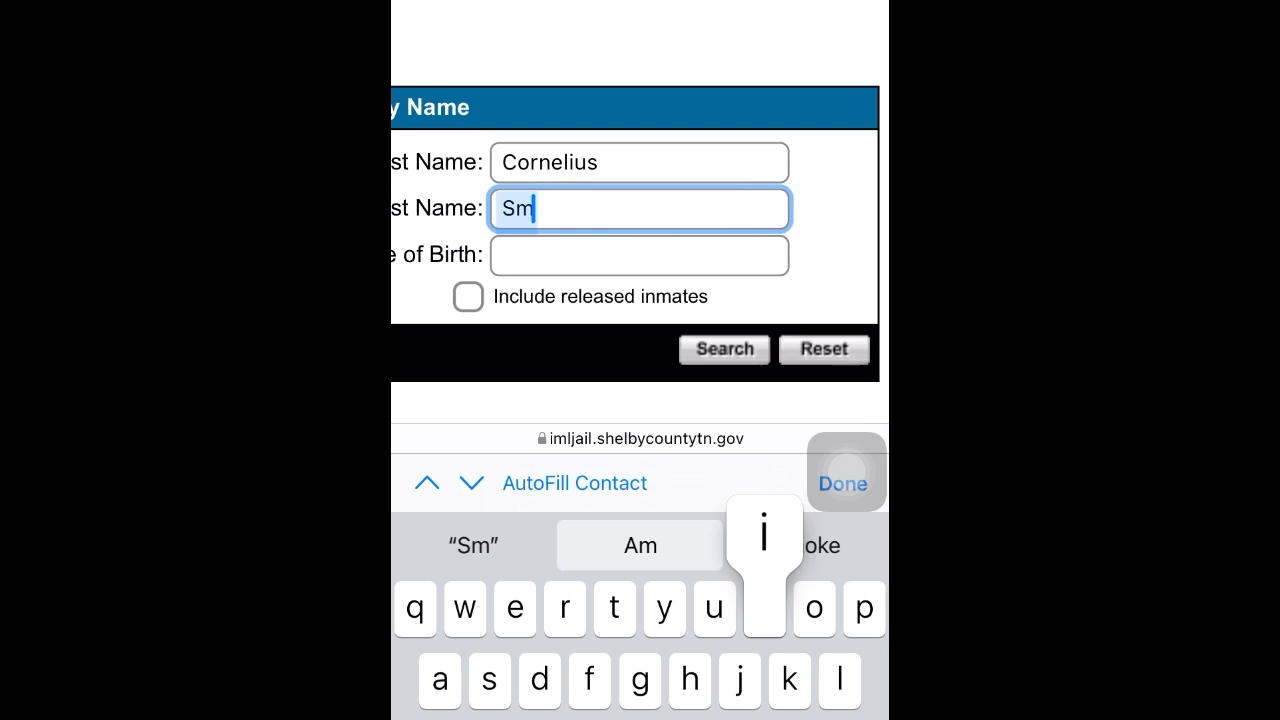 y Name
st Name: Cornelius
st Name: Sm
e of Birth:
Include released inmates
Search Reset
imljail.shelbycountytn.gov
AutoFill Contact Done
“Sm” Am oke
i
q w e r t y u o p
a s d f g h j k l